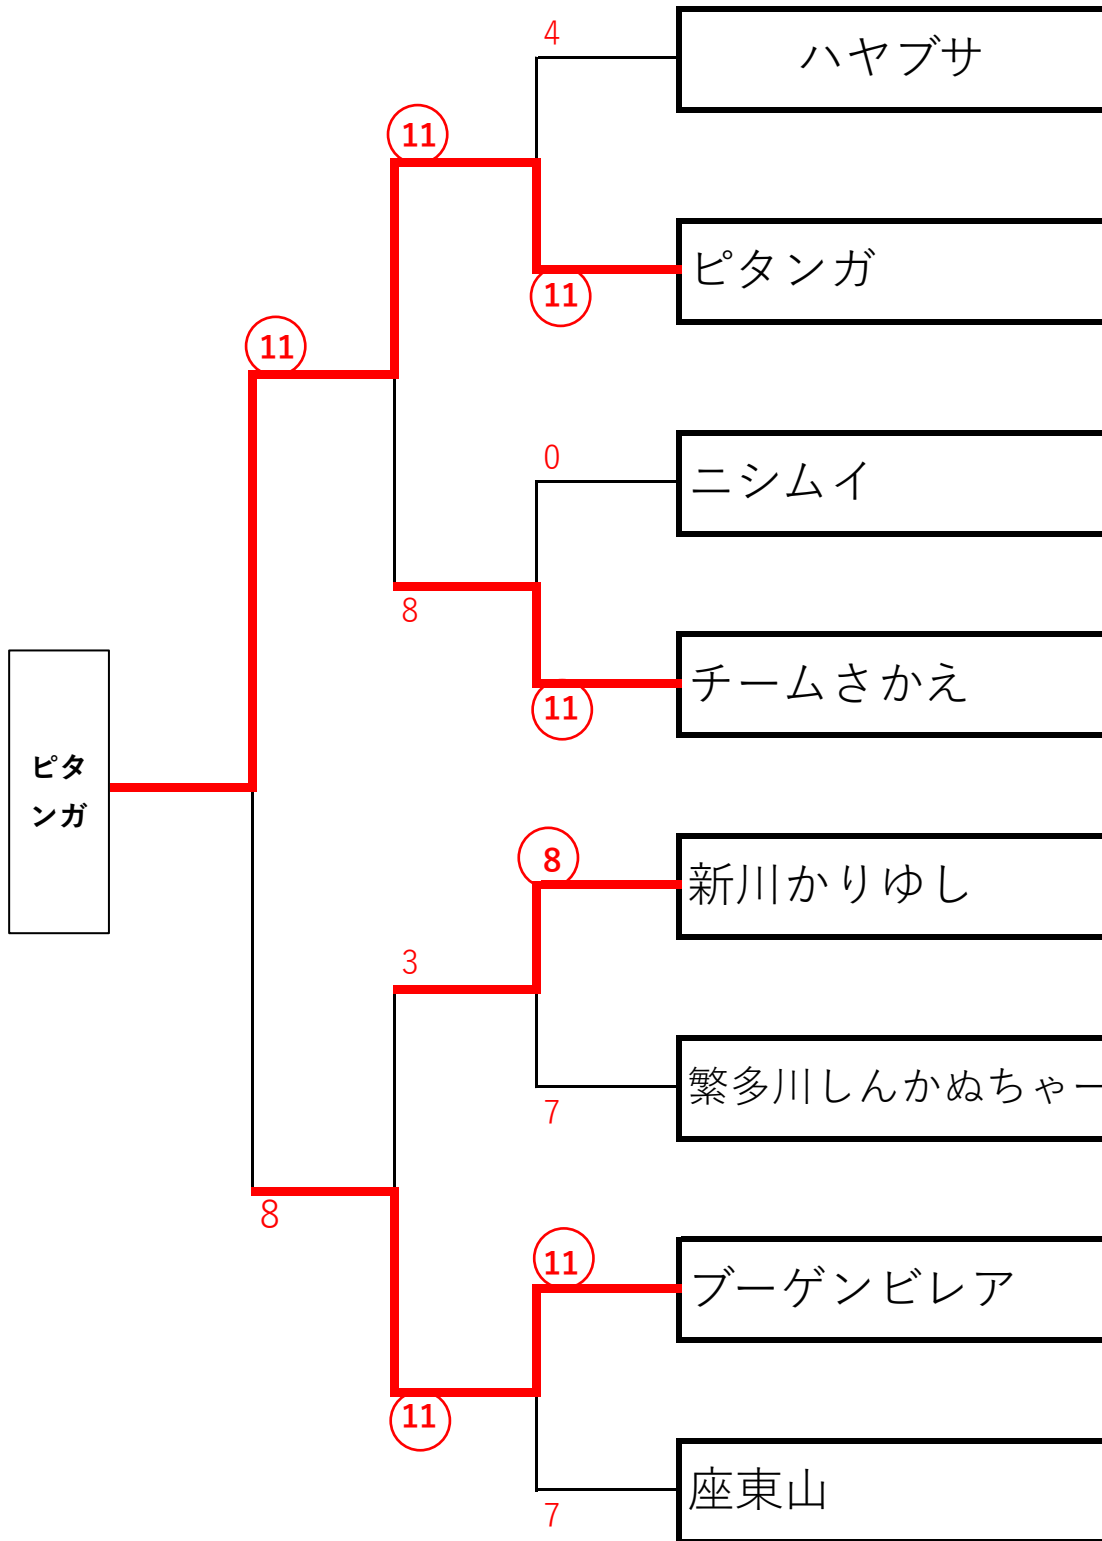 4
ハヤブサ
11
ピタンガ
11
11
0
ニシムイ
8
チームさかえ
11
ピタ
ンガ
8
新川かりゆし
3
繁多川しんかぬちゃー
7
8
11
ブーゲンビレア
11
座東山
7